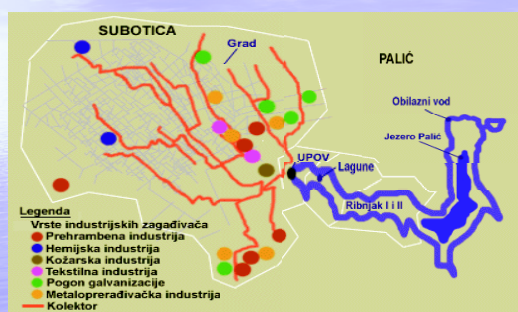 SUBOTICA
Grad
PALIĆ
Obilazni vod
Jezero Palić
UPOV
Lagune
Ribnjak I i II
Legenda
Vrste industrijskih zagađivača
Prehrambena industrija
Hemijska industrija
Kožarska industrija
Tekstilna industrija
Pogon galvanizacije
Metaloprerađivačka industrija
Kolektor